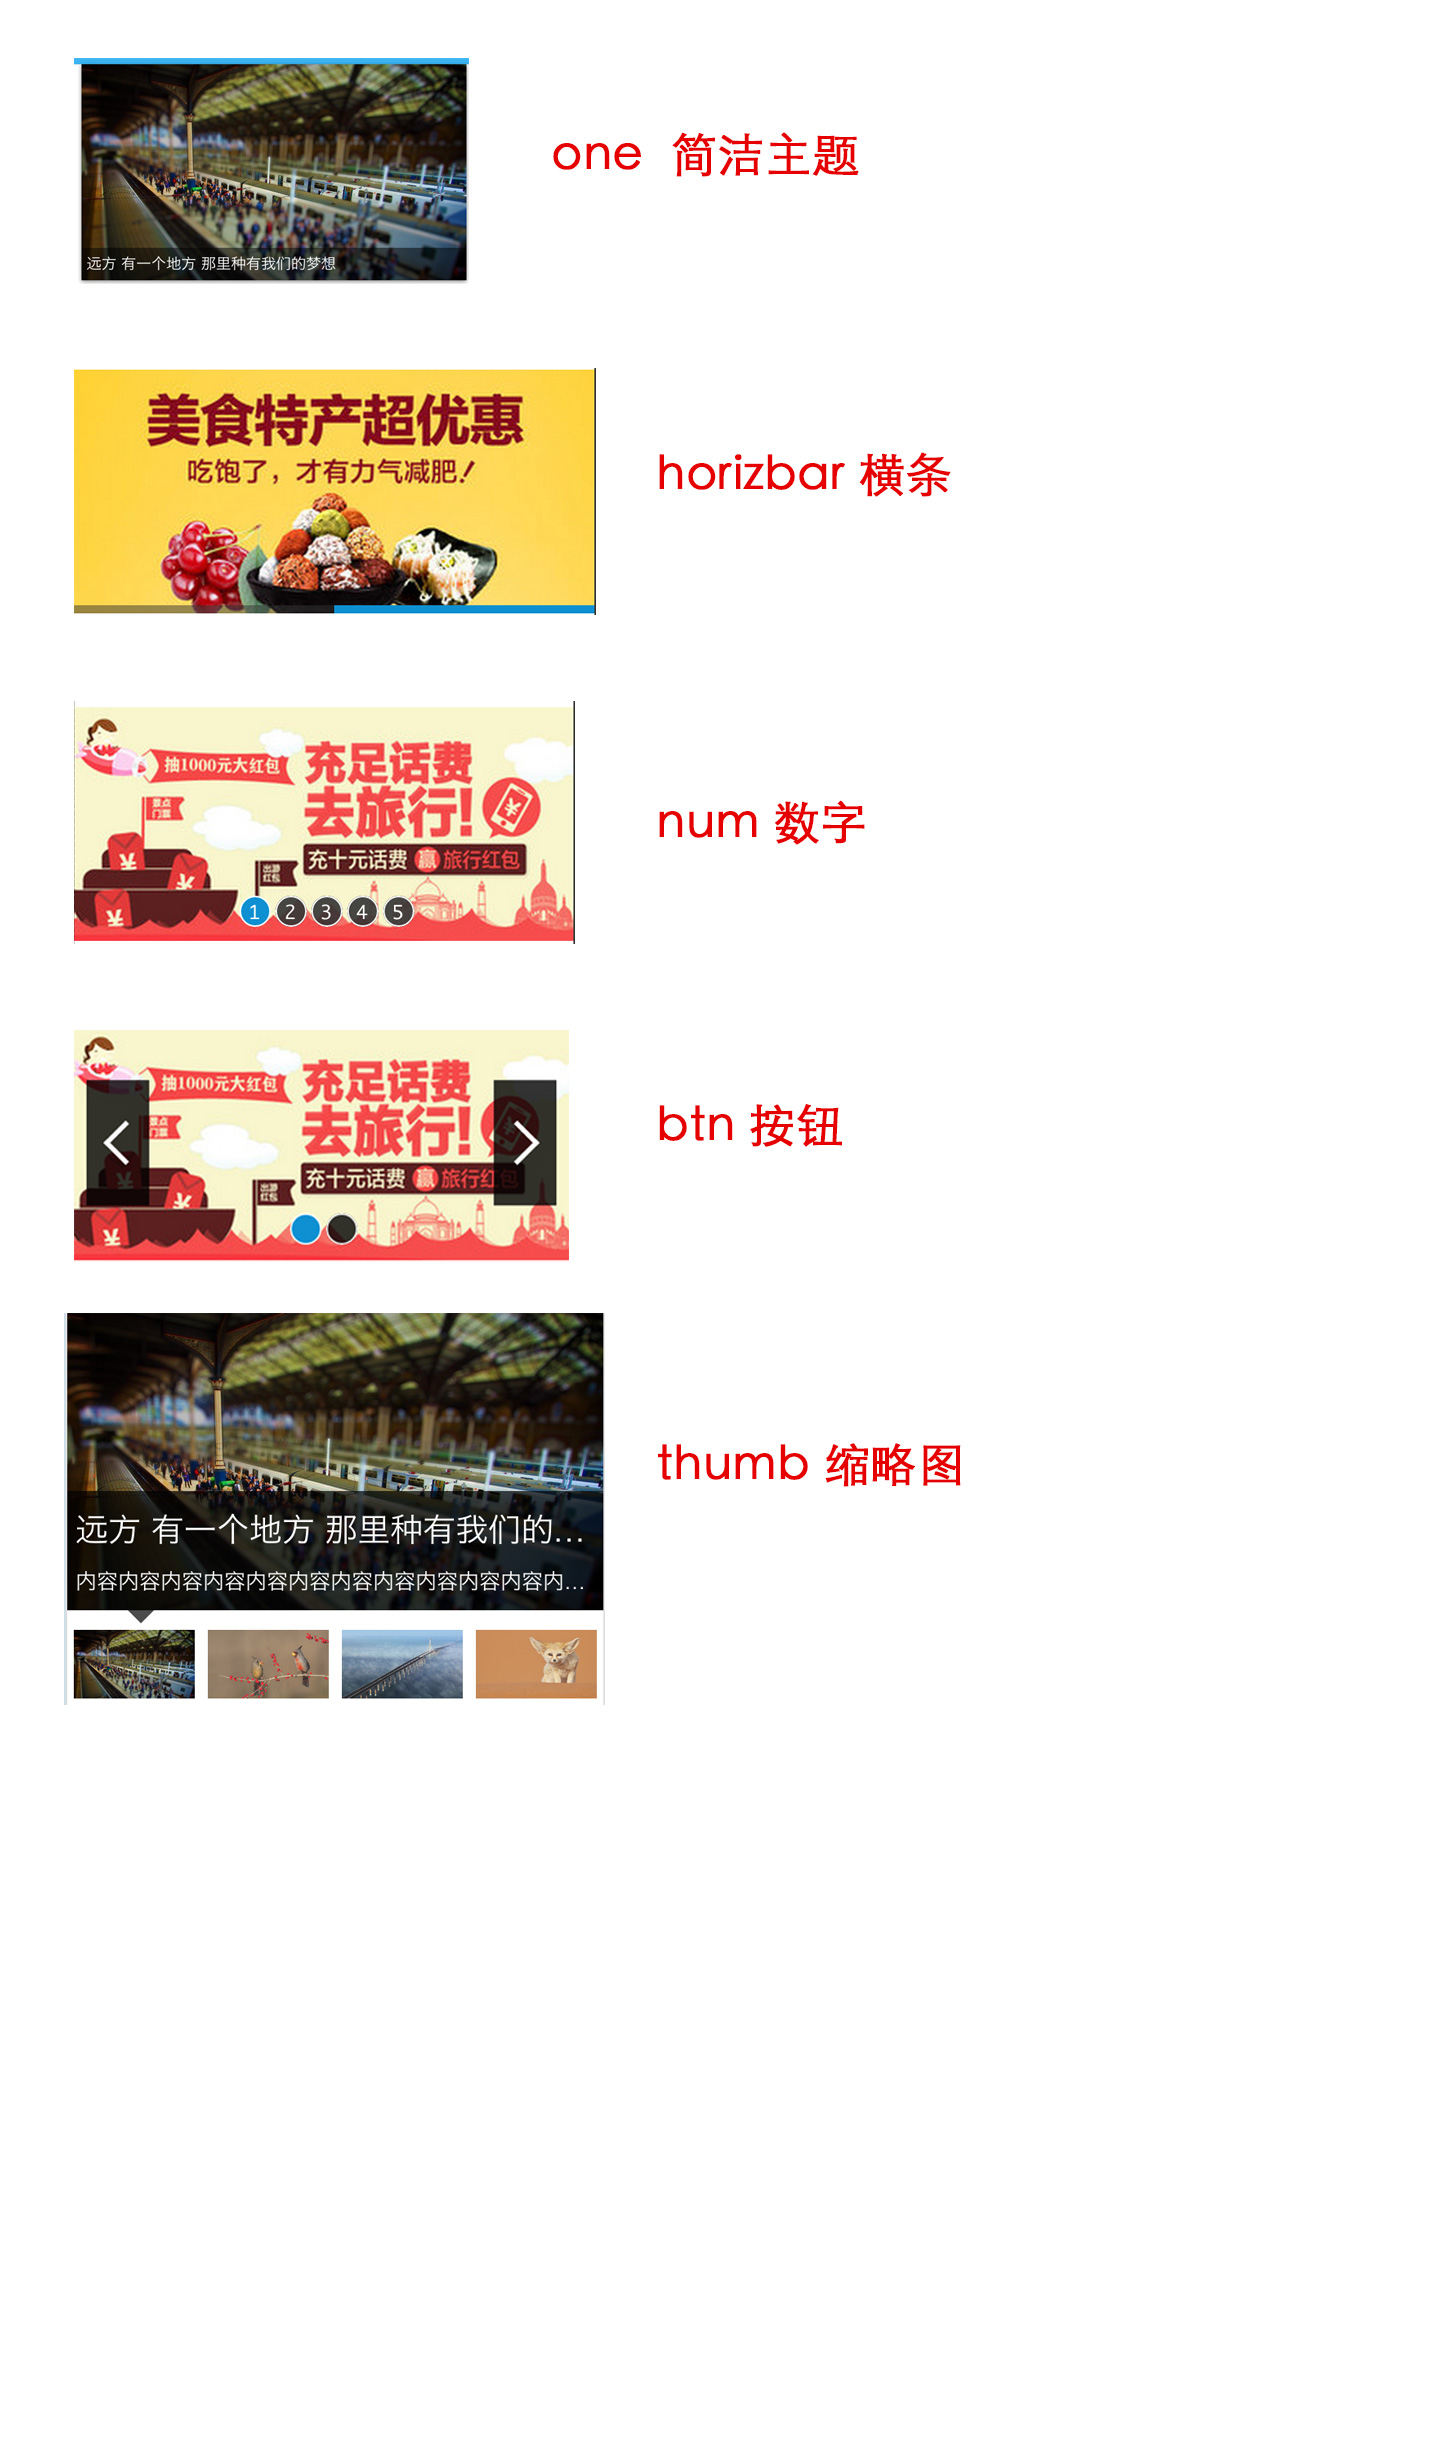 one 简洁主题
远方 有一个地方 那里种有我们的梦想
美食特产超优惠
吃饱了，才有力气减肥！
horizbar 横条
抽1000元大红包
充足话费
去旅行!
景点
门票
充十元话费 赢 旅行红包
出游
红包
1 2 3 4 5
num 数字
抽1000元大红包
充足话费
去旅行!
景点
门票
充十元话费 赢 旅行红包
出游
红包
btn 按钮
thumb 缩略图
远方 有一个地方 那里种有我们的...
内容内容内容内容内容内容内容内容内容内容内容内...